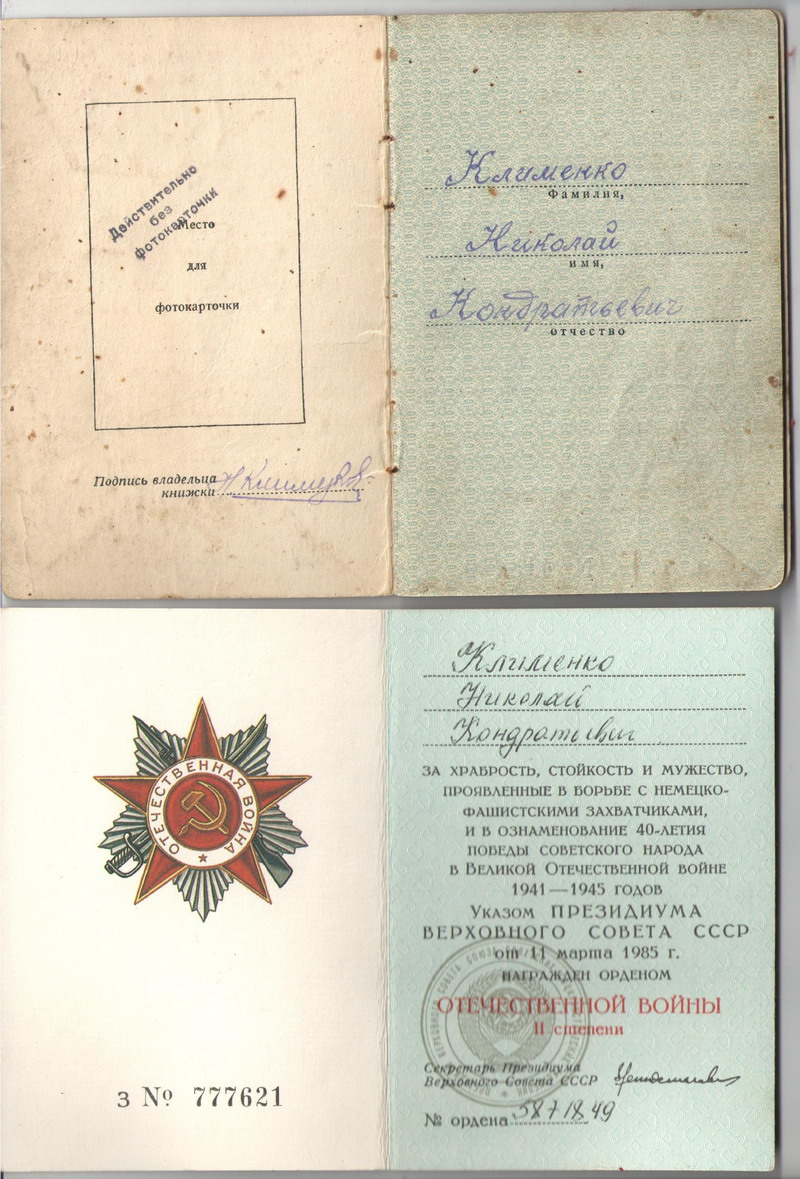 Действительно
без
фотокарточки
Место
для
фотокарточки
Подпись владельца
книжки
Клименко
Фамилия,
Николай
имя,
Кондратьевич
отчество
ОТЕЧЕСТВЕННАЯ ВОЙНА
З № 777621
Клименко
Николай
Кондратьевич
ЗА ХРАБРОСТЬ, СТОЙКОСТЬ И МУЖЕСТВО,
ПРОЯВЛЕННЫЕ В БОРЬБЕ С НЕМЕЦКО-
ФАШИСТСКИМИ ЗАХВАТЧИКАМИ,
И В ОЗНАМЕНОВАНИЕ 40-ЛЕТИЯ
ПОБЕДЫ СОВЕТСКОГО НАРОДА
В ВЕЛИКОЙ ОТЕЧЕСТВЕННОЙ ВОЙНЕ
1941—1945 ГОДОВ
УКАЗОМ ПРЕЗИДИУМА
ВЕРХОВНОГО СОВЕТА СССР
от 11 марта 1985 г.
НАГРАЖДЕН ОРДЕНОМ
ОТЕЧЕСТВЕННОЙ ВОЙНЫ
II степени
Секретарь Президиума
Верховного Совета СССР
№ ордена 5871849